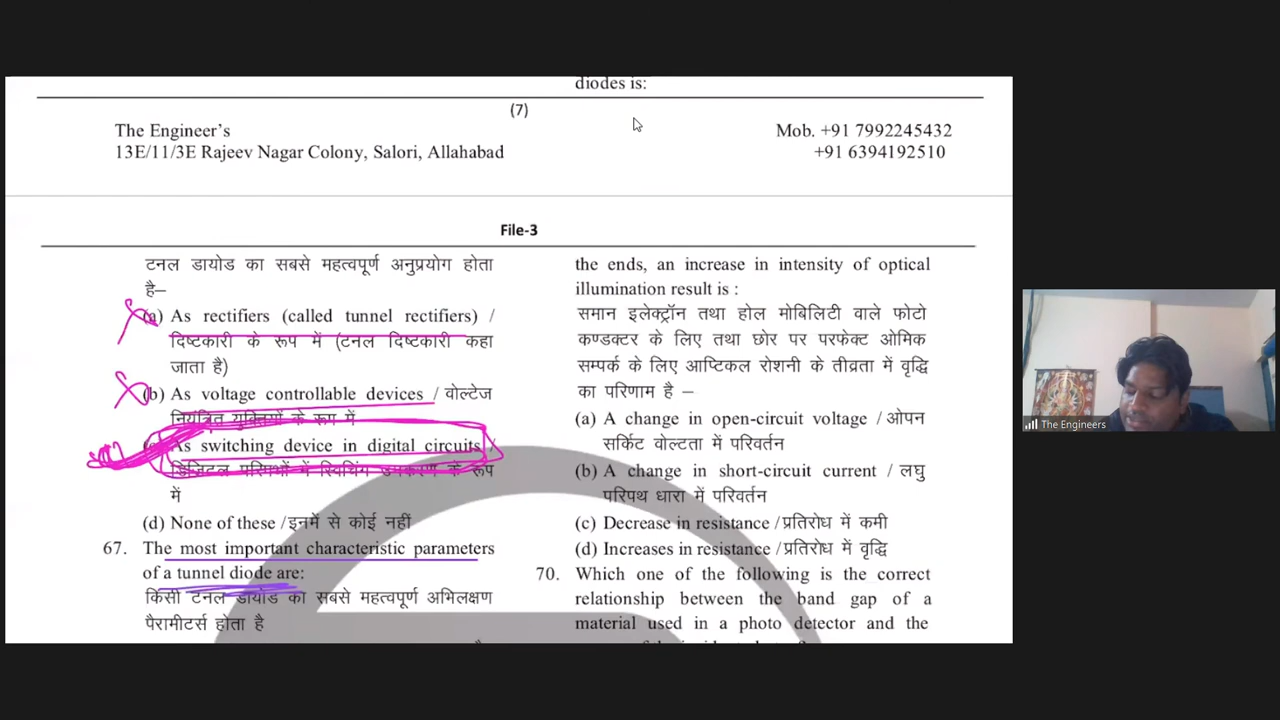 diodes is:
(7)
The Engineer's
13E/11/3E Rajeev Nagar Colony, Salori, Allahabad
Mob. +91 7992245432
+91 6394192510
File-3
टनल डायोड का सबसे महत्वपूर्ण अनुप्रयोग होता
है–
(a) As rectifiers (called tunnel rectifiers) /
दिष्टकारी के रूप में (टनल दिष्टकारी कहा
जाता है)
(b) As voltage controllable devices / वोल्टेज
नियंत्रित युक्तियों के रूप में
As switching device in digital circuits /
डिजिटल परिपथों में स्विचिंग उपकरण के रूप
में
(d) None of these / इनमें से कोई नहीं
67. The most important characteristic parameters
of a tunnel diode are:
किसी टनल डायोड का सबसे महत्वपूर्ण अभिलक्षण
पैरामीटर्स होता है
the ends, an increase in intensity of optical
illumination result is :
समान इलेक्ट्रॉन तथा होल मोबिलिटी वाले फोटो
कण्डक्टर के लिए तथा छोर पर परफेक्ट ओमिक
सम्पर्क के लिए आप्टिकल रोशनी के तीव्रता में वृद्धि
का परिणाम है –
(a) A change in open-circuit voltage / ओपन
सर्किट वोल्टता में परिवर्तन
(b) A change in short-circuit current / लघु
परिपथ धारा में परिवर्तन
(c) Decrease in resistance / प्रतिरोध में कमी
(d) Increases in resistance / प्रतिरोध में वृद्धि
70. Which one of the following is the correct
relationship between the band gap of a
material used in a photo detector and the
The Engineers